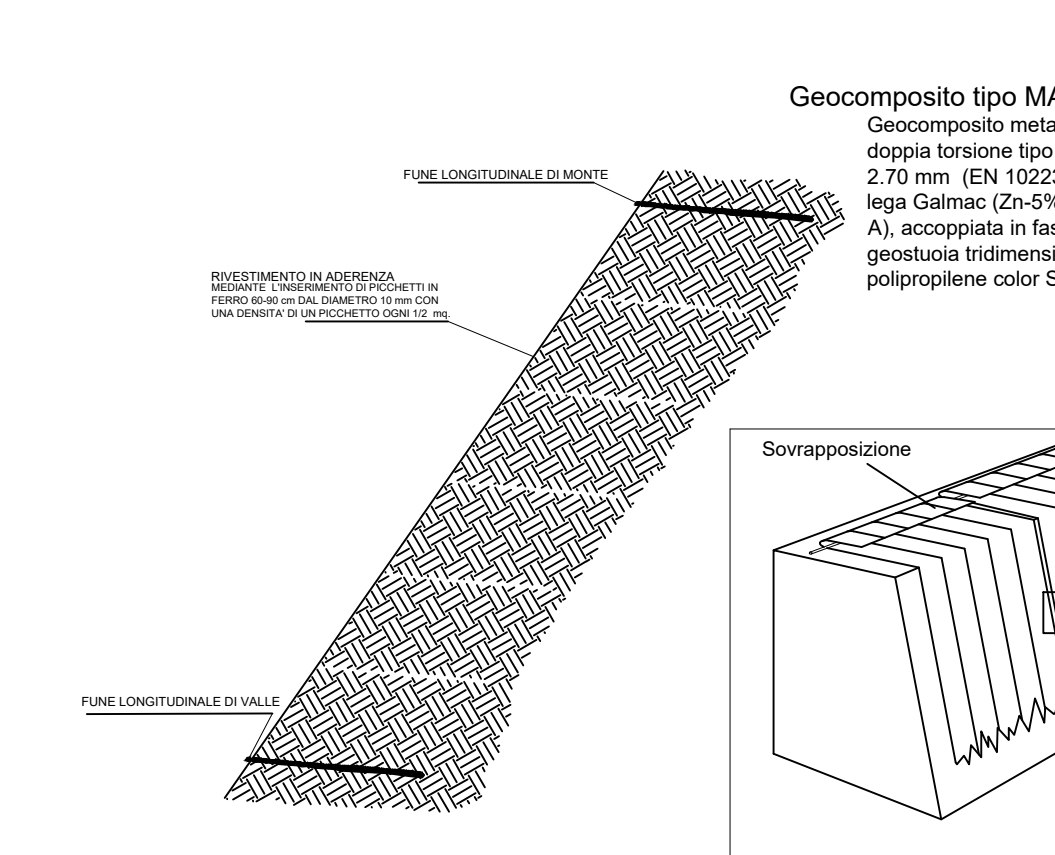 Geocomposito tipo MA
Geocomposito meta
doppia torsione tipo
2.70 mm (EN 10223
lega Galmac (Zn-5%
A), accoppiata in fas
geostuoia tridimensi
polipropilene color S
FUNE LONGITUDINALE DI MONTE
RIVESTIMENTO IN ADERENZA
MEDIANTE L'INSERIMENTO DI PICCHETTI IN
FERRO 60-90 cm DAL DIAMETRO 10 mm CON
UNA DENSITA' DI UN PICCHETTO OGNI 1/2 mq.
Sovrapposizione
FUNE LONGITUDINALE DI VALLE